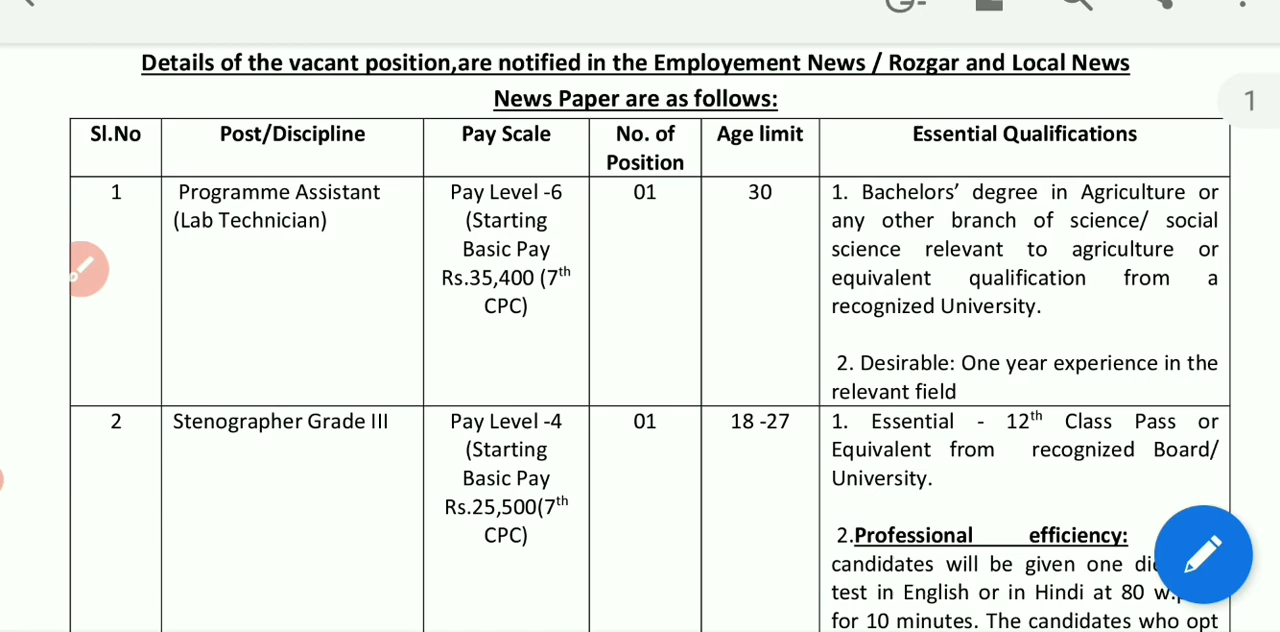 Details of the vacant position,are notified in the Employement News / Rozgar and Local News
News Paper are as follows:
1
Sl.No Post/Discipline Pay Scale No. of Position Age limit Essential Qualifications
1 Programme Assistant (Lab Technician)
Pay Level -6
(Starting
Basic Pay
Rs.35,400 (7th
CPC)
01
30
1. Bachelors' degree in Agriculture or
any other branch of science/ social
science relevant to agriculture or
equivalent qualification from a
recognized University.
2. Desirable: One year experience in the
relevant field
2 Stenographer Grade III
Pay Level -4
(Starting
Basic Pay
Rs.25,500(7th
CPC)
01
18 -27
1. Essential - 12th Class Pass or
Equivalent from recognized Board/
University.
2.Professional efficiency:
candidates will be given one
test in English or in Hindi at 80
for 10 minutes. The candidates who opt